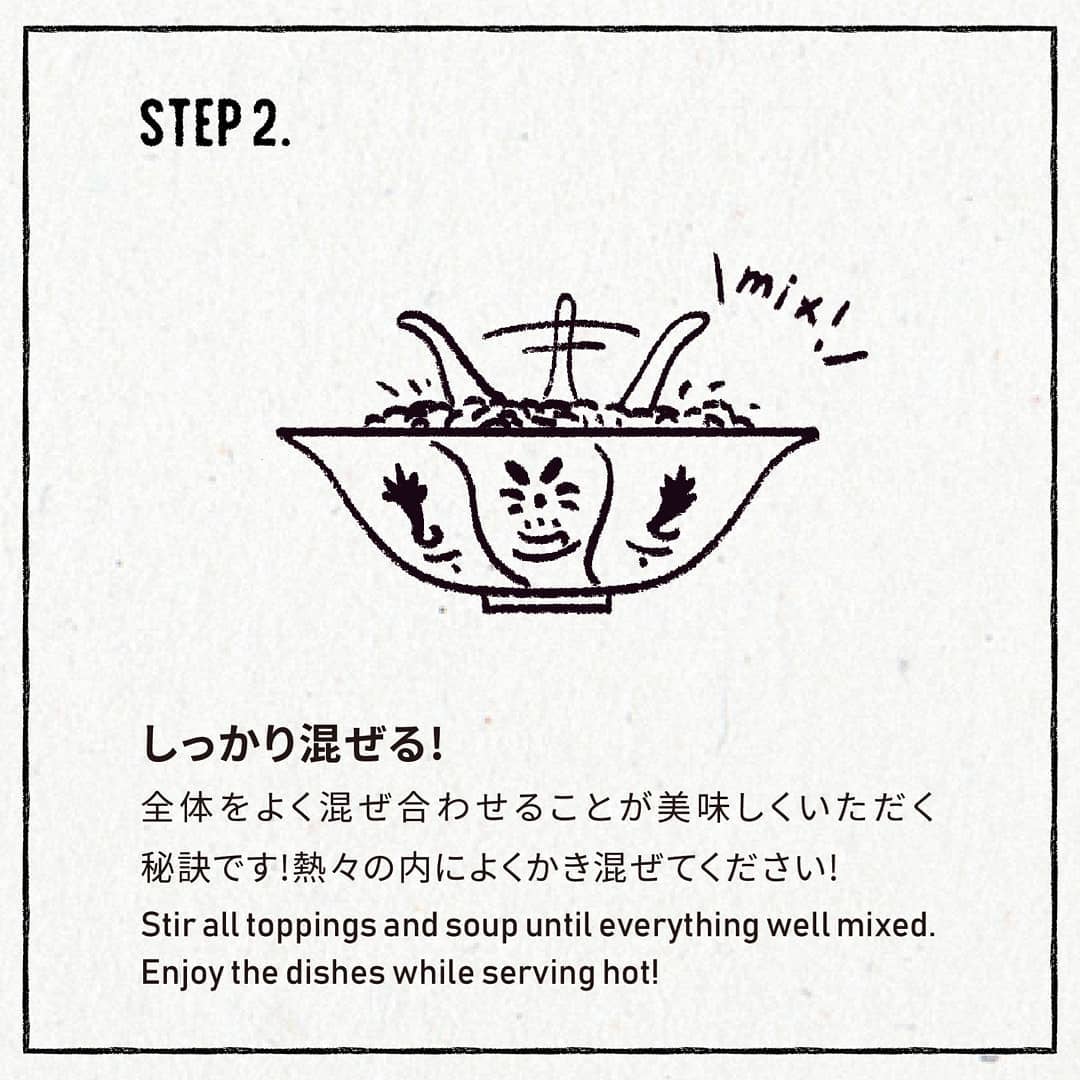 STEP 2.
mix!
しっかり混ぜる!
全体をよく混ぜ合わせることが美味しくいただく
秘訣です!熱々の内によくかき混ぜてください!
Stir all toppings and soup until everything well mixed.
Enjoy the dishes while serving hot!